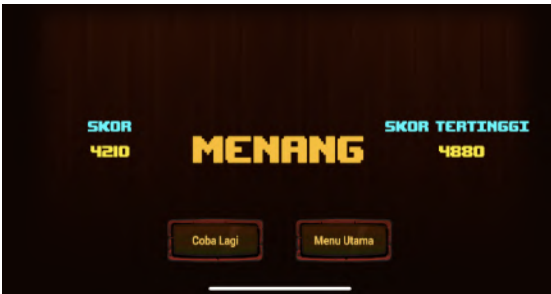 SKOR
4210
MENANG
SKOR TERTINGGI
4880
Coba Lagi
Menu Utama